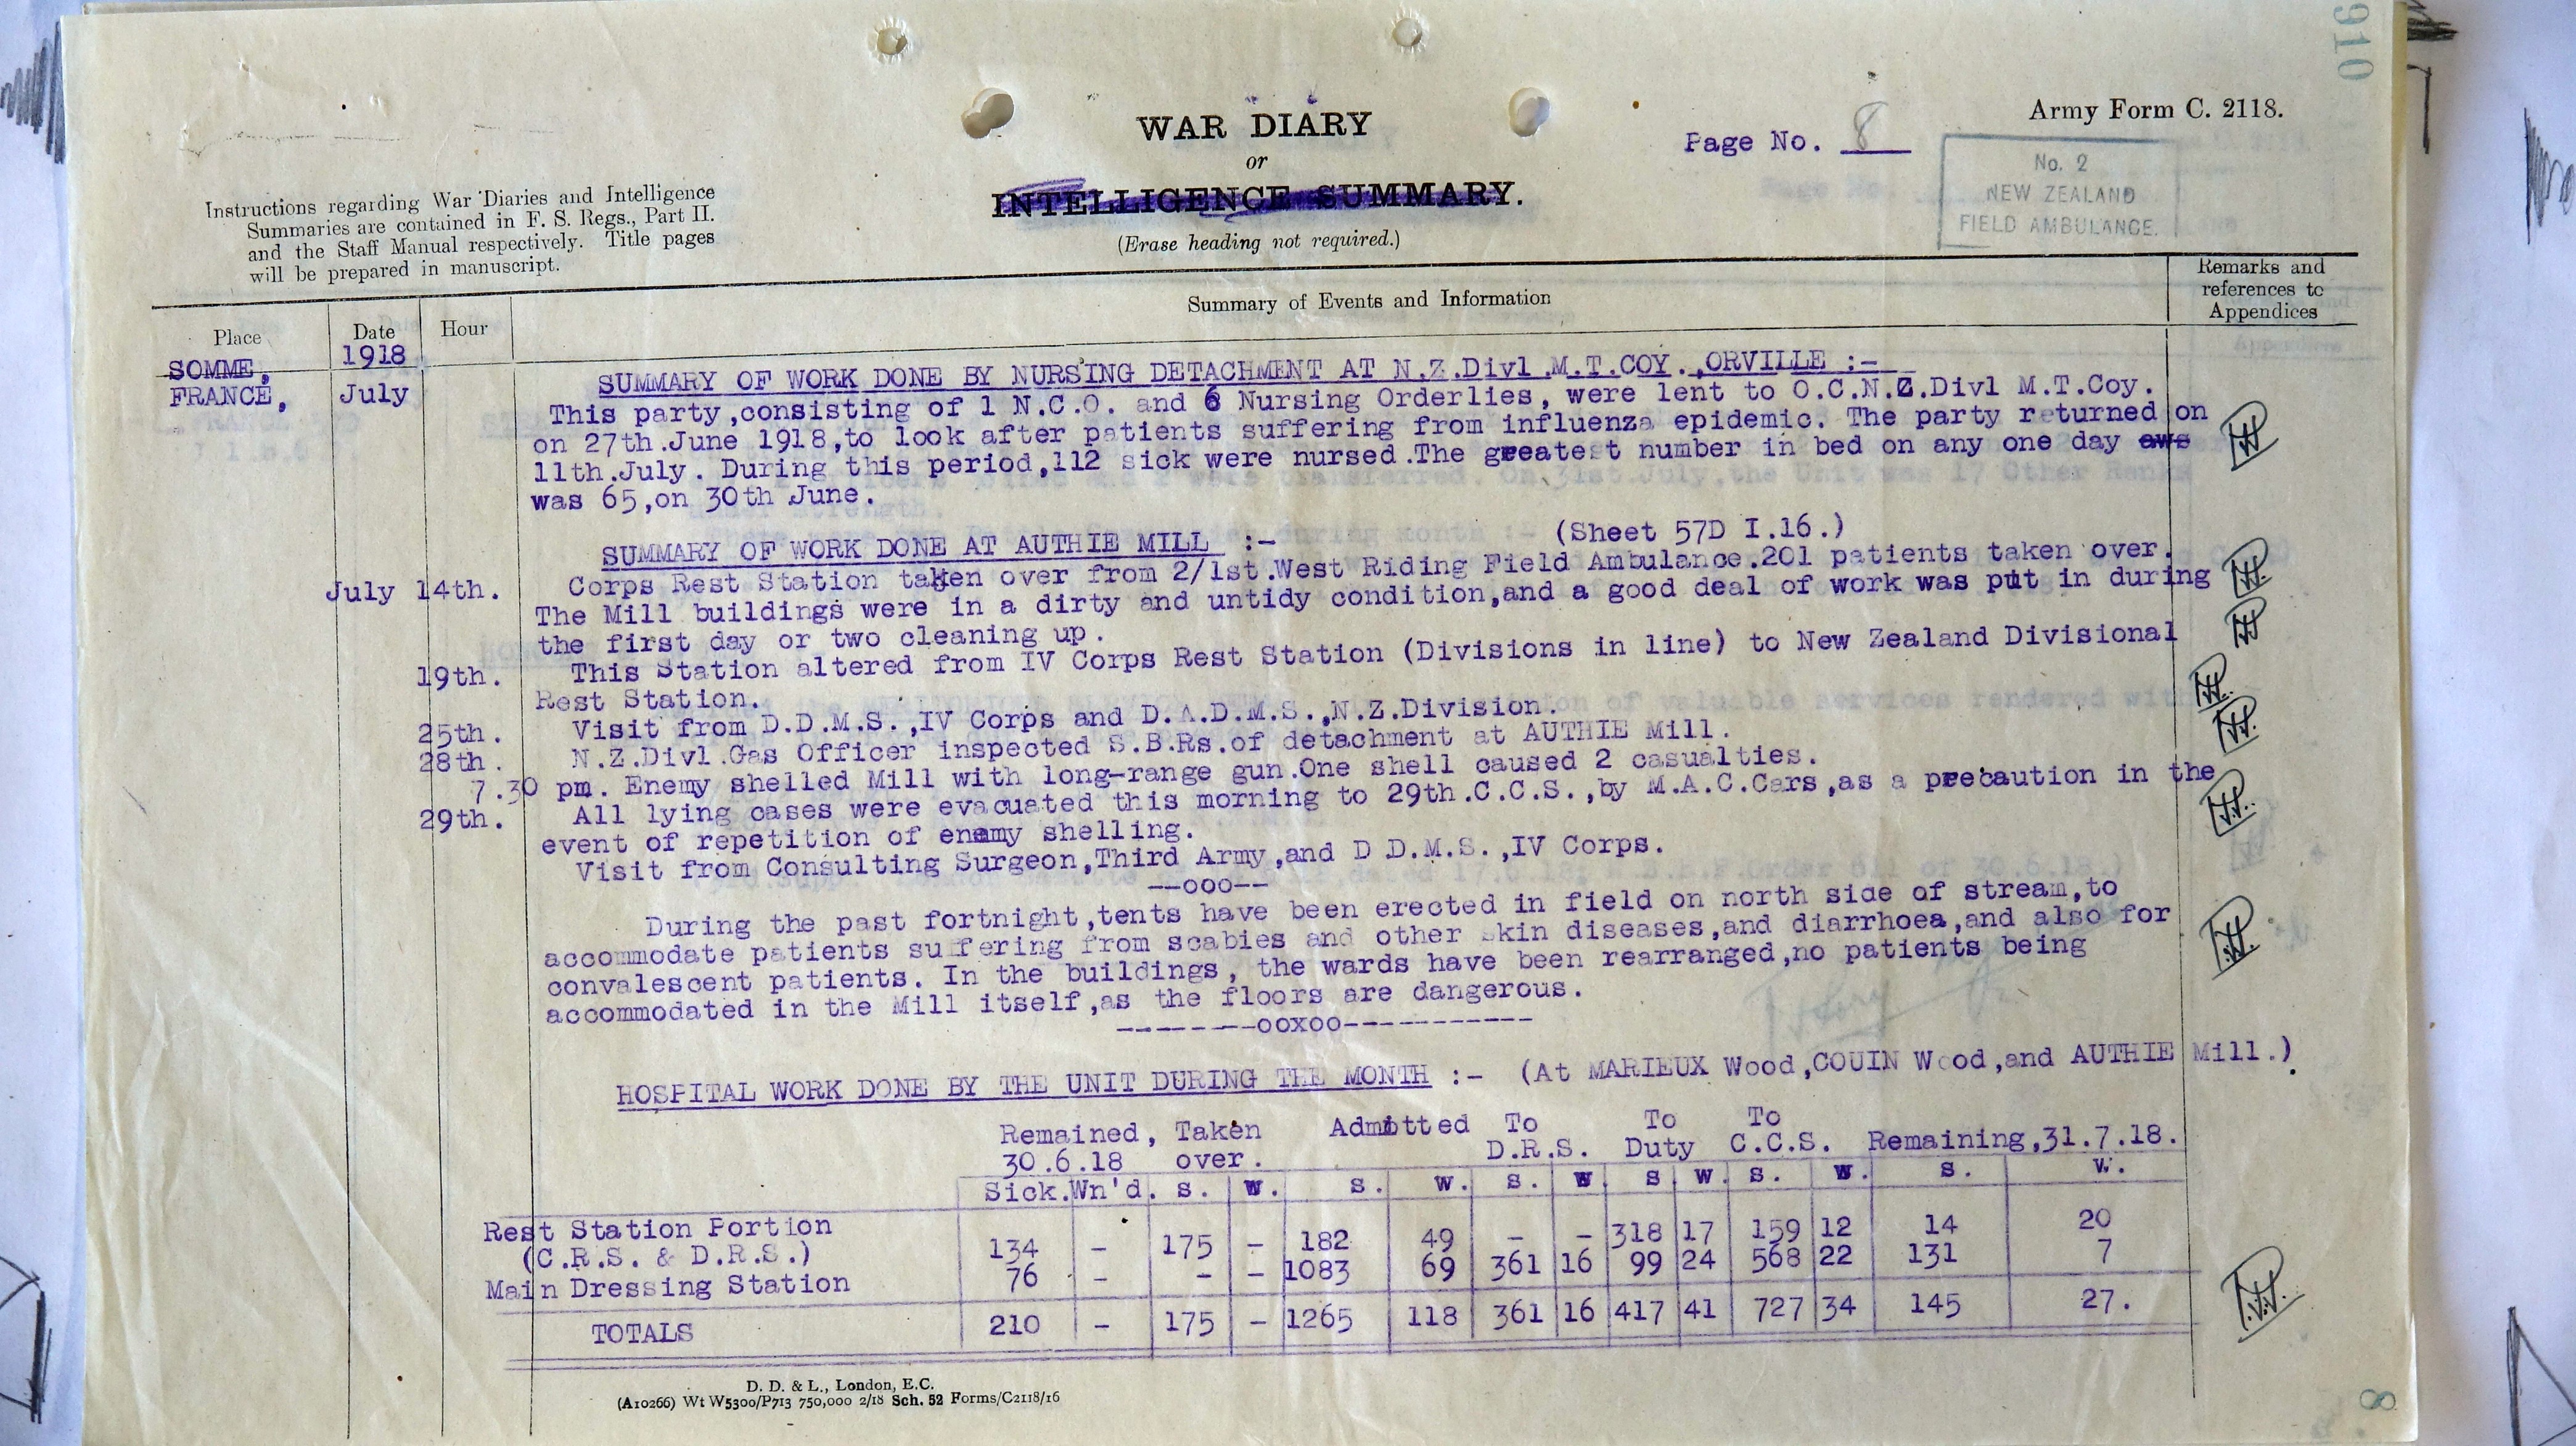 910
Army Form C. 2118.
WAR DIARY
or
INTELLIGENCE SUMMARY.
(Erase heading not required.)
Page No. 8
No. 2
NEW ZEALAND
FIELD AMBULANCE.
Instructions regarding War Diaries and Intelligence
Summaries are contained in F. S. Regs., Part II.
and the Staff Manual respectively. Title pages
will be prepared in manuscript.
Place Date Hour Summary of Events and Information Remarks and references to Appendices
SOMME, 1918
FRANCE, July
SUMMARY OF WORK DONE BY NURSING DETACHMENT AT N.Z.Divl.M.T.COY.,ORVILLE :-
This party,consisting of 1 N.C.O. and 6 Nursing Orderlies, were lent to O.C.N.Z.Divl M.T.Coy.
on 27th.June 1918,to look after patients suffering from influenza epidemic. The party returned on
11th.July. During this period,112 sick were nursed.The greatest number in bed on any one day aws
was 65,on 30th June.
SUMMARY OF WORK DONE AT AUTHIE MILL :- (Sheet 57D I.16.)
July 14th. Corps Rest Station taken over from 2/1st.West Riding Field Ambulance.201 patients taken over.
The Mill buildings were in a dirty and untidy condition,and a good deal of work was put in during
the first day or two cleaning up.
19th. This Station altered from IV Corps Rest Station (Divisions in line) to New Zealand Divisional
Rest Station.
25th. Visit from D.D.M.S.,IV Corps and D.A.D.M.S.,N.Z.Division.
28th. N.Z.Divl.Gas Officer inspected S.B.Rs.of detachment at AUTHIE Mill.
7.30 pm. Enemy shelled Mill with long-range gun.One shell caused 2 casualties.
29th. All lying cases were evacuated this morning to 29th.C.C.S.,by M.A.C.Cars,as a precaution in the
event of repetition of enemy shelling.
Visit from Consulting Surgeon,Third Army,and D.D.M.S.,IV Corps.
--ooo--
During the past fortnight,tents have been erected in field on north side of stream,to
accommodate patients suffering from scabies and other skin diseases,and diarrhoea,and also for
convalescent patients. In the buildings, the wards have been rearranged,no patients being
accommodated in the Mill itself,as the floors are dangerous.
--------ooxoo-----------
HOSPITAL WORK DONE BY THE UNIT DURING THE MONTH :- (At MARIEUX Wood,COUIN Wood,and AUTHIE Mill.)
Remained, Taken Admitted To To To
30.6.18 over. D.R.S. Duty C.C.S. Remaining,31.7.18.
Sick. Wn'd. s. w. s. w. s. w s w. s. w. s. w.
Rest Station Portion
(C.R.S. & D.R.S.) 134 - 175 - 182 49 - - 318 17 159 12 14 20
Main Dressing Station 76 - - - 1083 69 361 16 99 24 568 22 131 7
TOTALS 210 - 175 - 1265 118 361 16 417 41 727 34 145 27.
D. D. & L., London, E.C.
(A10266) Wt W5300/P713 750,000 2/18 Sch. 52 Forms/C2118/16
8